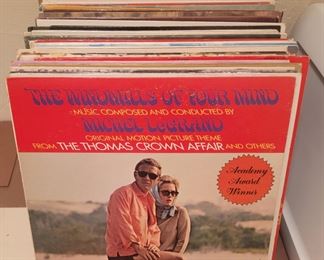 THE WINDMILLS OF YOUR MIND
MUSIC COMPOSED AND CONDUCTED BY
MICHEL LeGRAND
ORIGINAL MOTION PICTURE THEME
FROM THE THOMAS CROWN AFFAIR AND OTHERS
Academy
Award
Winner